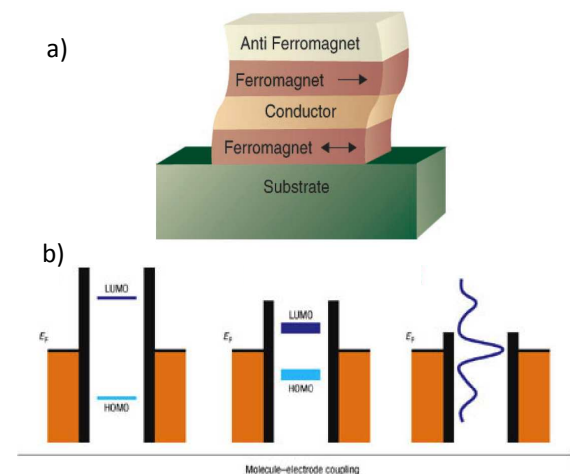 a)
Anti Ferromagnet
Ferromagnet
Conductor
Ferromagnet
Substrate
b)
LUMO
E_F
HOMO
LUMO
E_F
HOMO
E_F
Molecule–electrode coupling